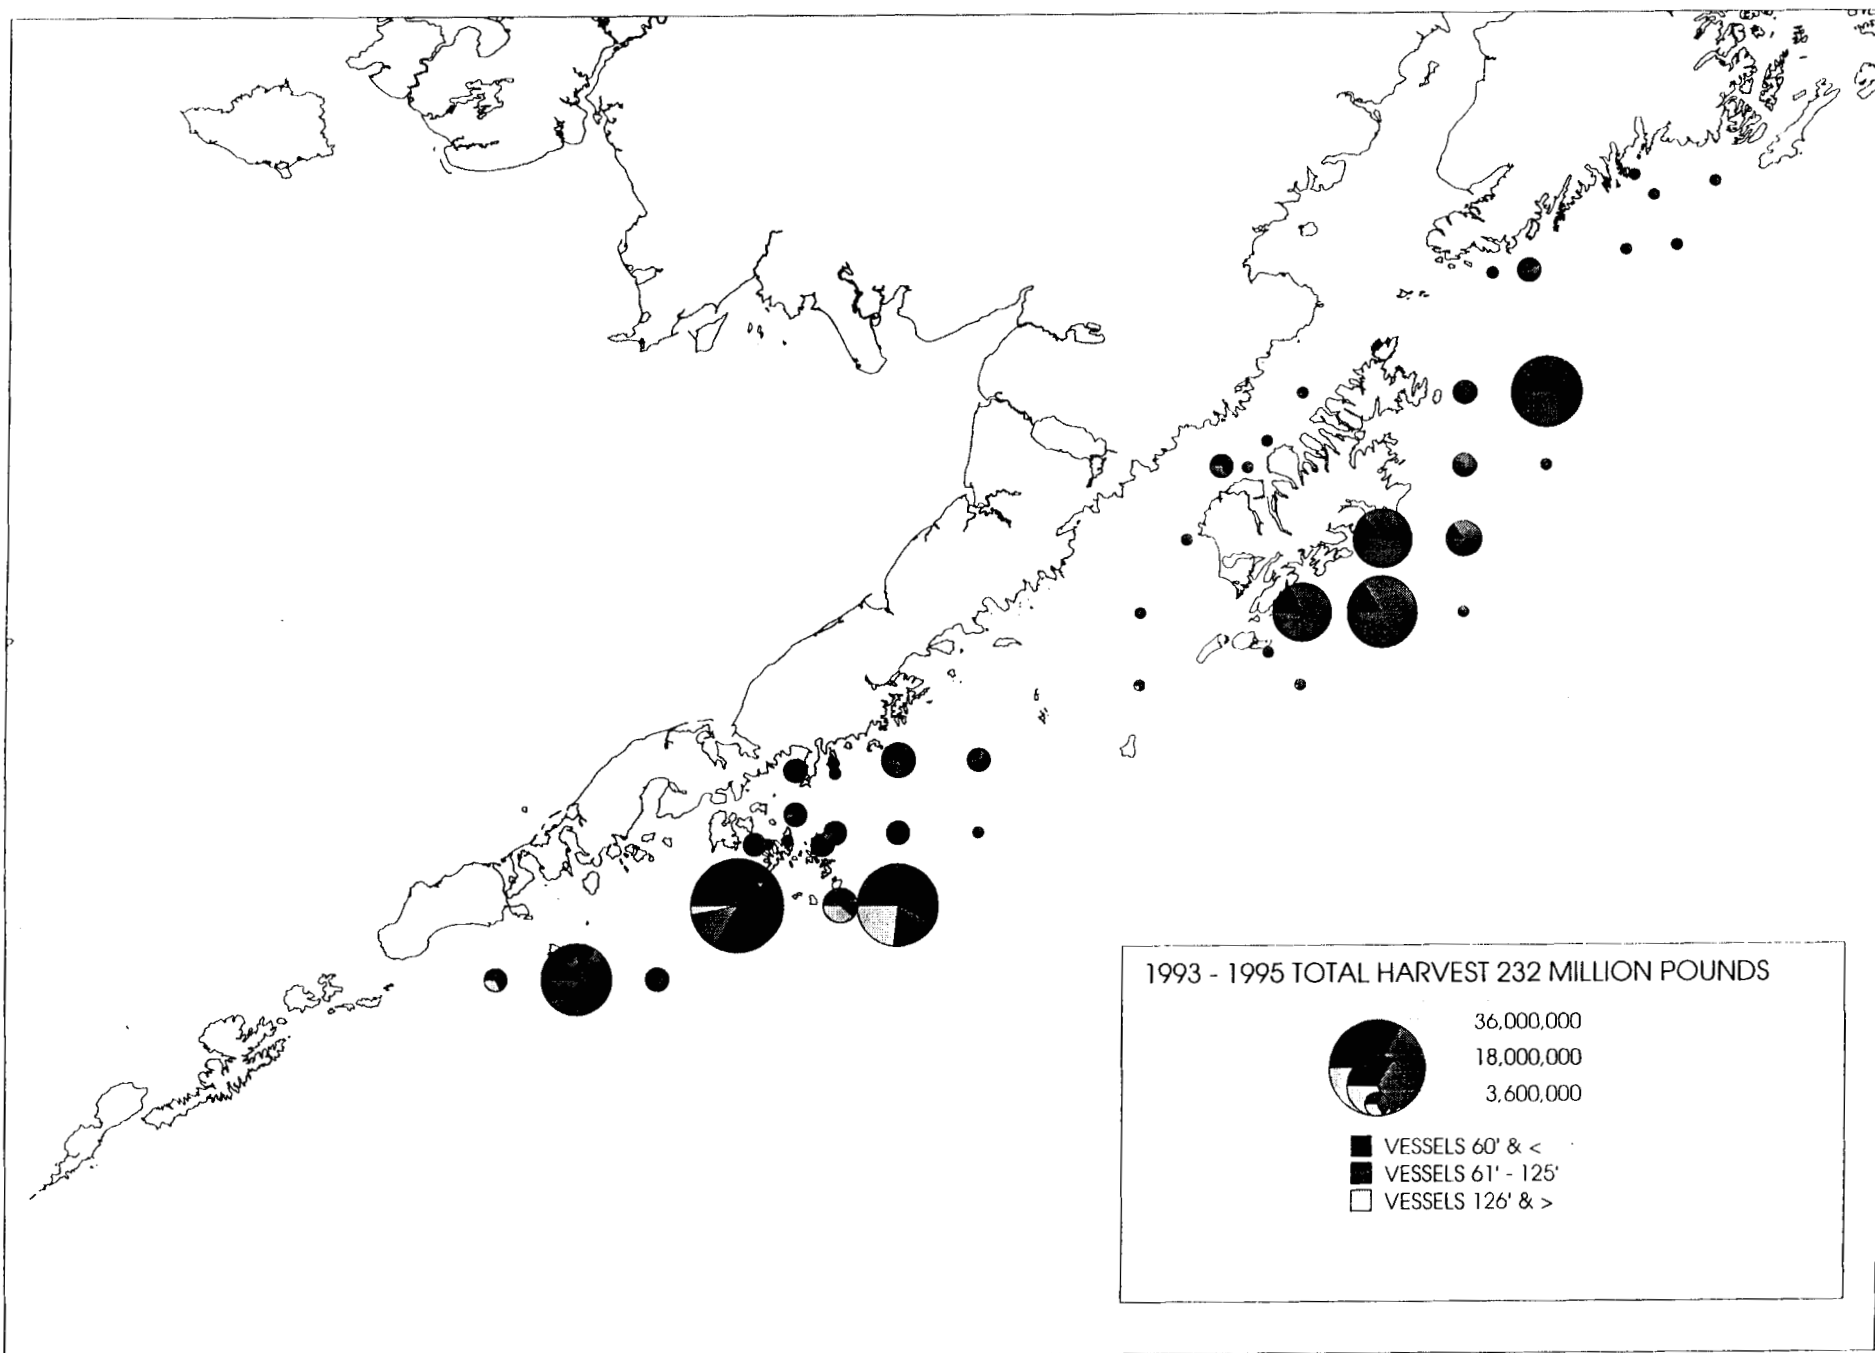 1993 - 1995 TOTAL HARVEST 232 MILLION POUNDS
36,000,000
18,000,000
3,600,000
VESSELS 60' & <
VESSELS 61' - 125'
VESSELS 126' & >